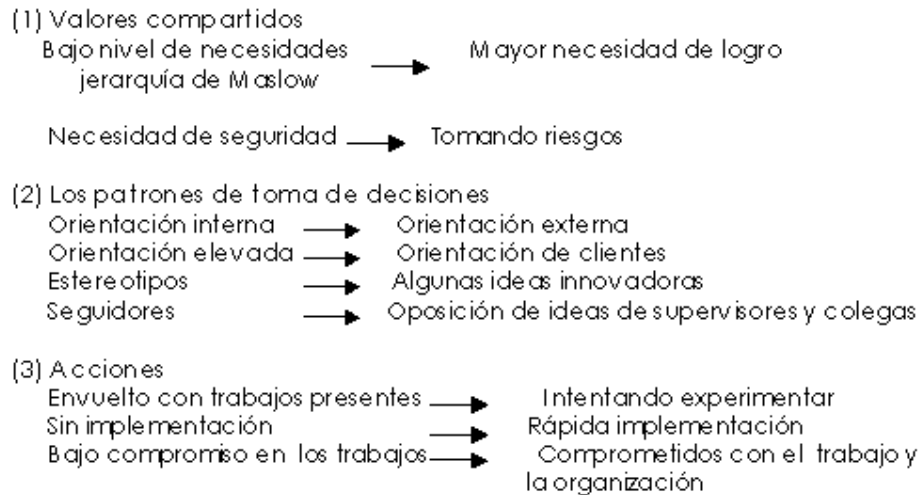 (1) Valores compartidos
Bajo nivel de necesidades → Mayor necesidad de logro
jerarquía de Maslow
Necesidad de seguridad → Tomando riesgos
(2) Los patrones de toma de decisiones
Orientación interna → Orientación externa
Orientación elevada → Orientación de clientes
Estereotipos → Algunas ideas innovadoras
Seguidores → Oposición de ideas de supervisores y colegas
(3) Acciones
Envuelto con trabajos presentes → Intentando experimentar
Sin implementación → Rápida implementación
Bajo compromiso en los trabajos → Comprometidos con el trabajo y
la organización